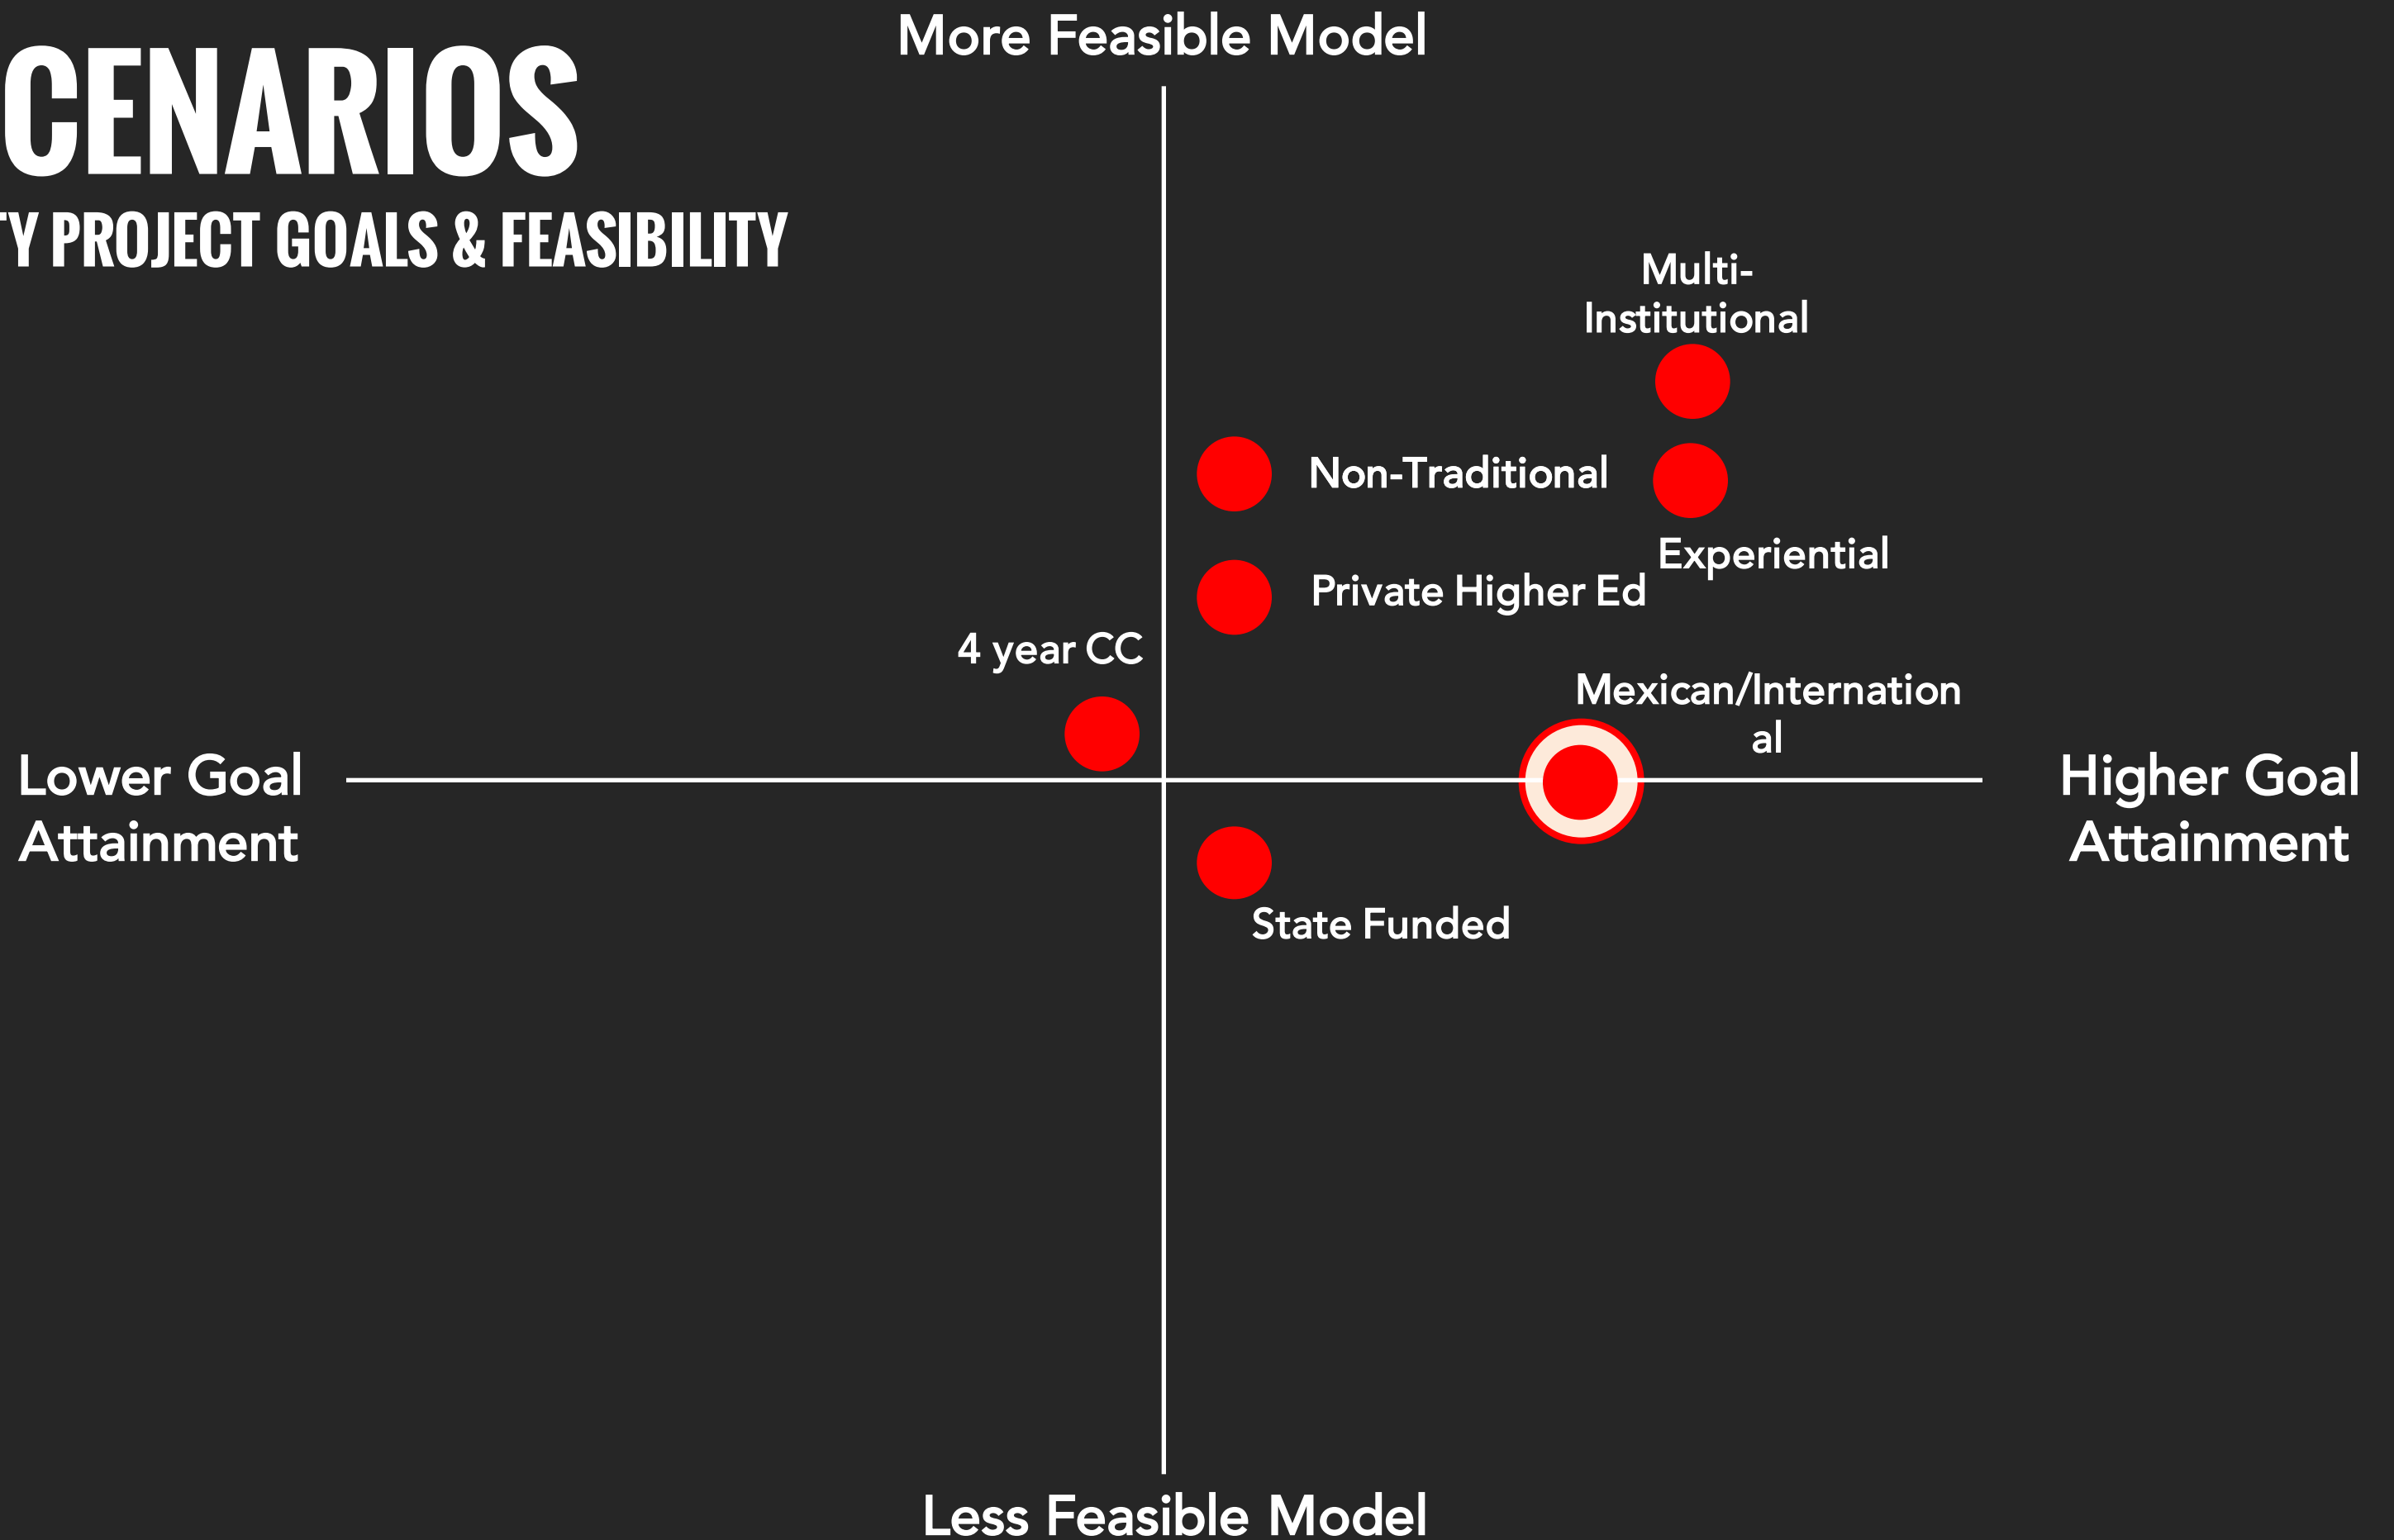 More Feasible Model
CENARIOS
TY PROJECT GOALS & FEASIBILITY
Multi-
Institutional
Non-Traditional
Experiential
Private Higher Ed
4 year CC
Mexican/Internation
al
Lower Goal
Attainment
Higher Goal
Attainment
State Funded
Less Feasible Model